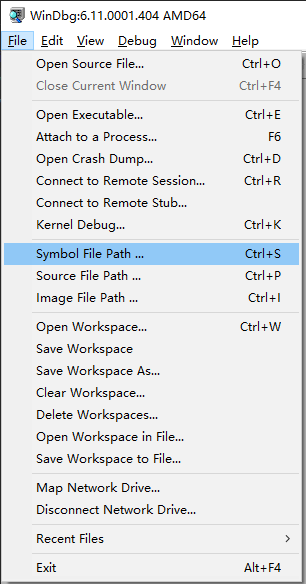 WinDbg:6.11.0001.404 AMD64
File Edit View Debug Window Help
Open Source File... Ctrl+O
Close Current Window Ctrl+F4
Open Executable... Ctrl+E
Attach to a Process... F6
Open Crash Dump... Ctrl+D
Connect to Remote Session... Ctrl+R
Connect to Remote Stub...
Kernel Debug... Ctrl+K
Symbol File Path ... Ctrl+S
Source File Path ... Ctrl+P
Image File Path ... Ctrl+I
Open Workspace... Ctrl+W
Save Workspace
Save Workspace As...
Clear Workspace...
Delete Workspaces...
Open Workspace in File...
Save Workspace to File...
Map Network Drive...
Disconnect Network Drive...
Recent Files
Exit Alt+F4